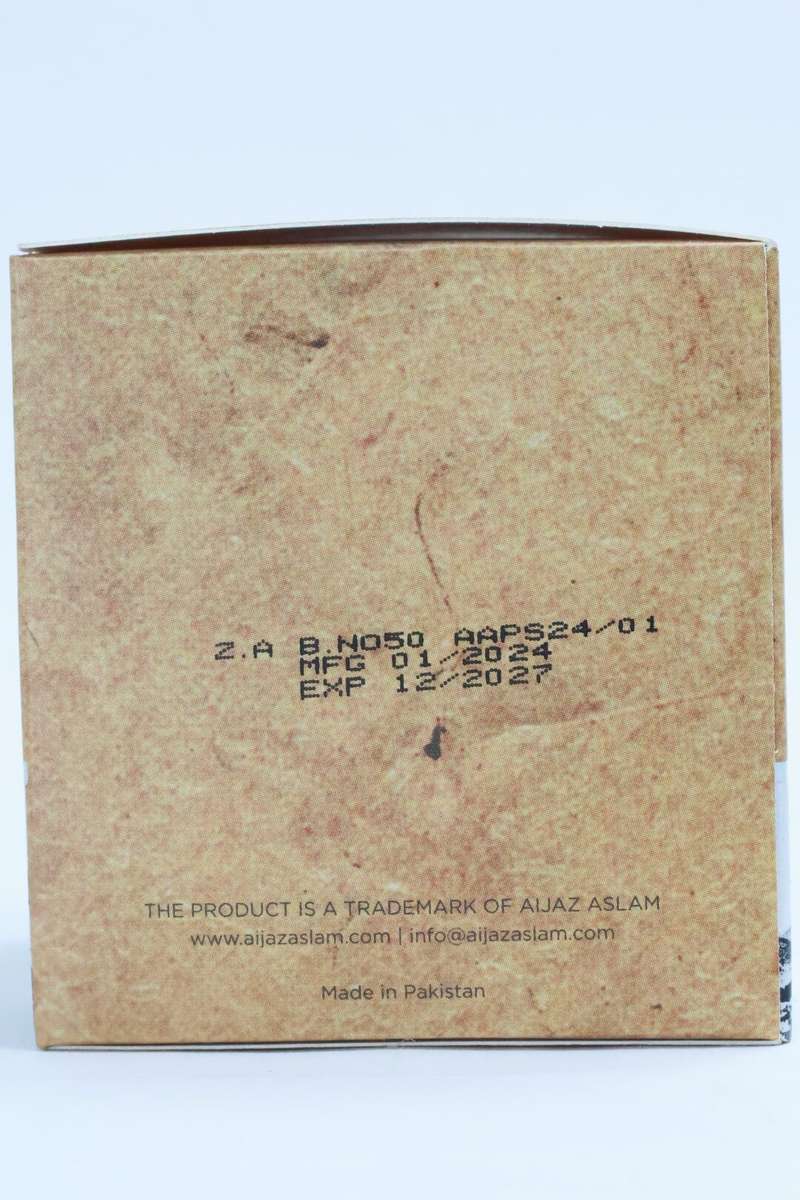 2.A B.NO50 AAPS24/01
MFG 01/2024
EXP 12/2027
THE PRODUCT IS A TRADEMARK OF AIJAZ ASLAM
www.aijazaslam.com | info@aijazaslam.com
Made in Pakistan